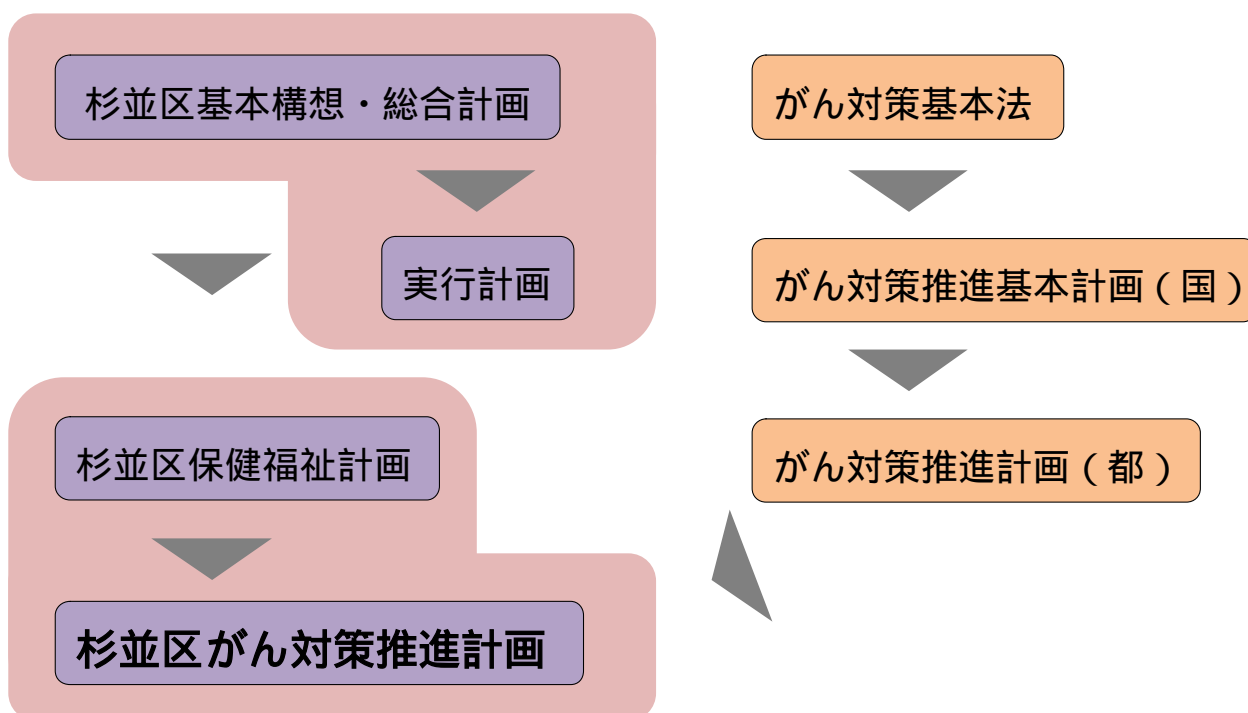 杉並区基本構想・総合計画
実行計画
杉並区保健福祉計画
杉並区がん対策推進計画
がん対策基本法
がん対策推進基本計画（国）
がん対策推進計画（都）